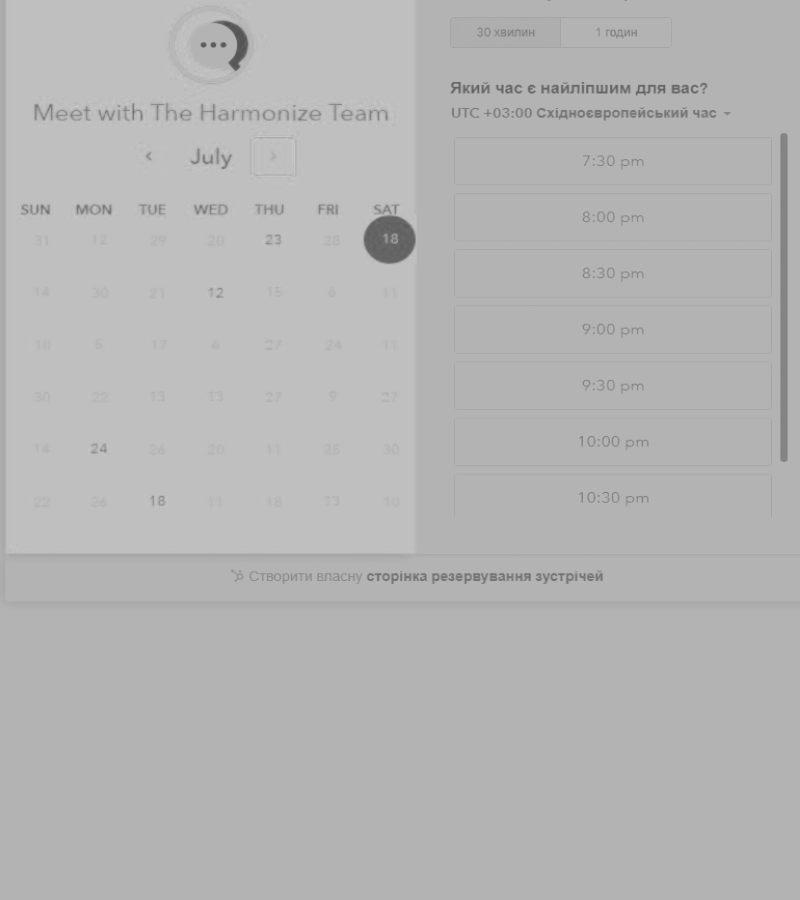 Meet with The Harmonize Team
July
SUN MON TUE WED THU FRI SAT
31 12 29 20 23 18
14 30 21 12 15 6 11
10 5 17 6 27 24 11
30 22 13 13 27 9 27
14 24 26 20 11 25 30
22 26 18 11 18 13
30 хвилин
1 годин
Який час є найліпшим для вас?
UTC +03:00 Східноєвропейський час
7:30 pm
8:00 pm
8:30 pm
9:00 pm
9:30 pm
10:00 pm
10:30 pm
Створити власну сторінка резервування зустрічей